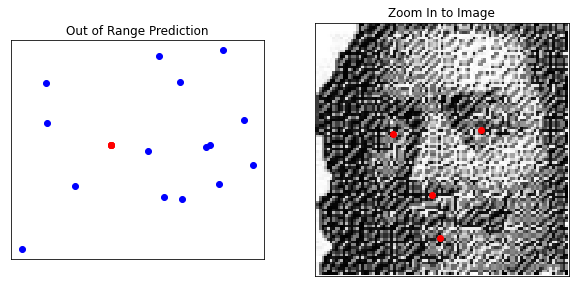 Out of Range Prediction
Zoom In to Image